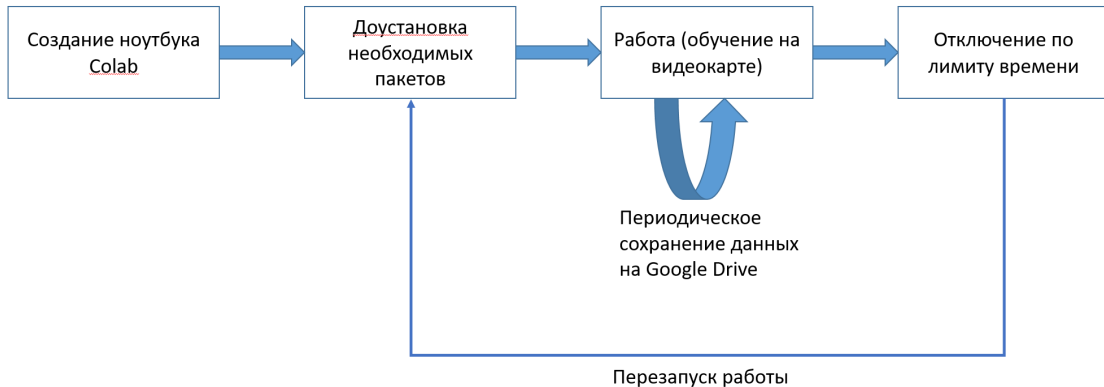 Создание ноутбука
Colab
Доустановка
необходимых
пакетов
Работа (обучение на
видеокарте)
Отключение по
лимиту времени
Периодическое
сохранение данных
на Google Drive
Перезапуск работы